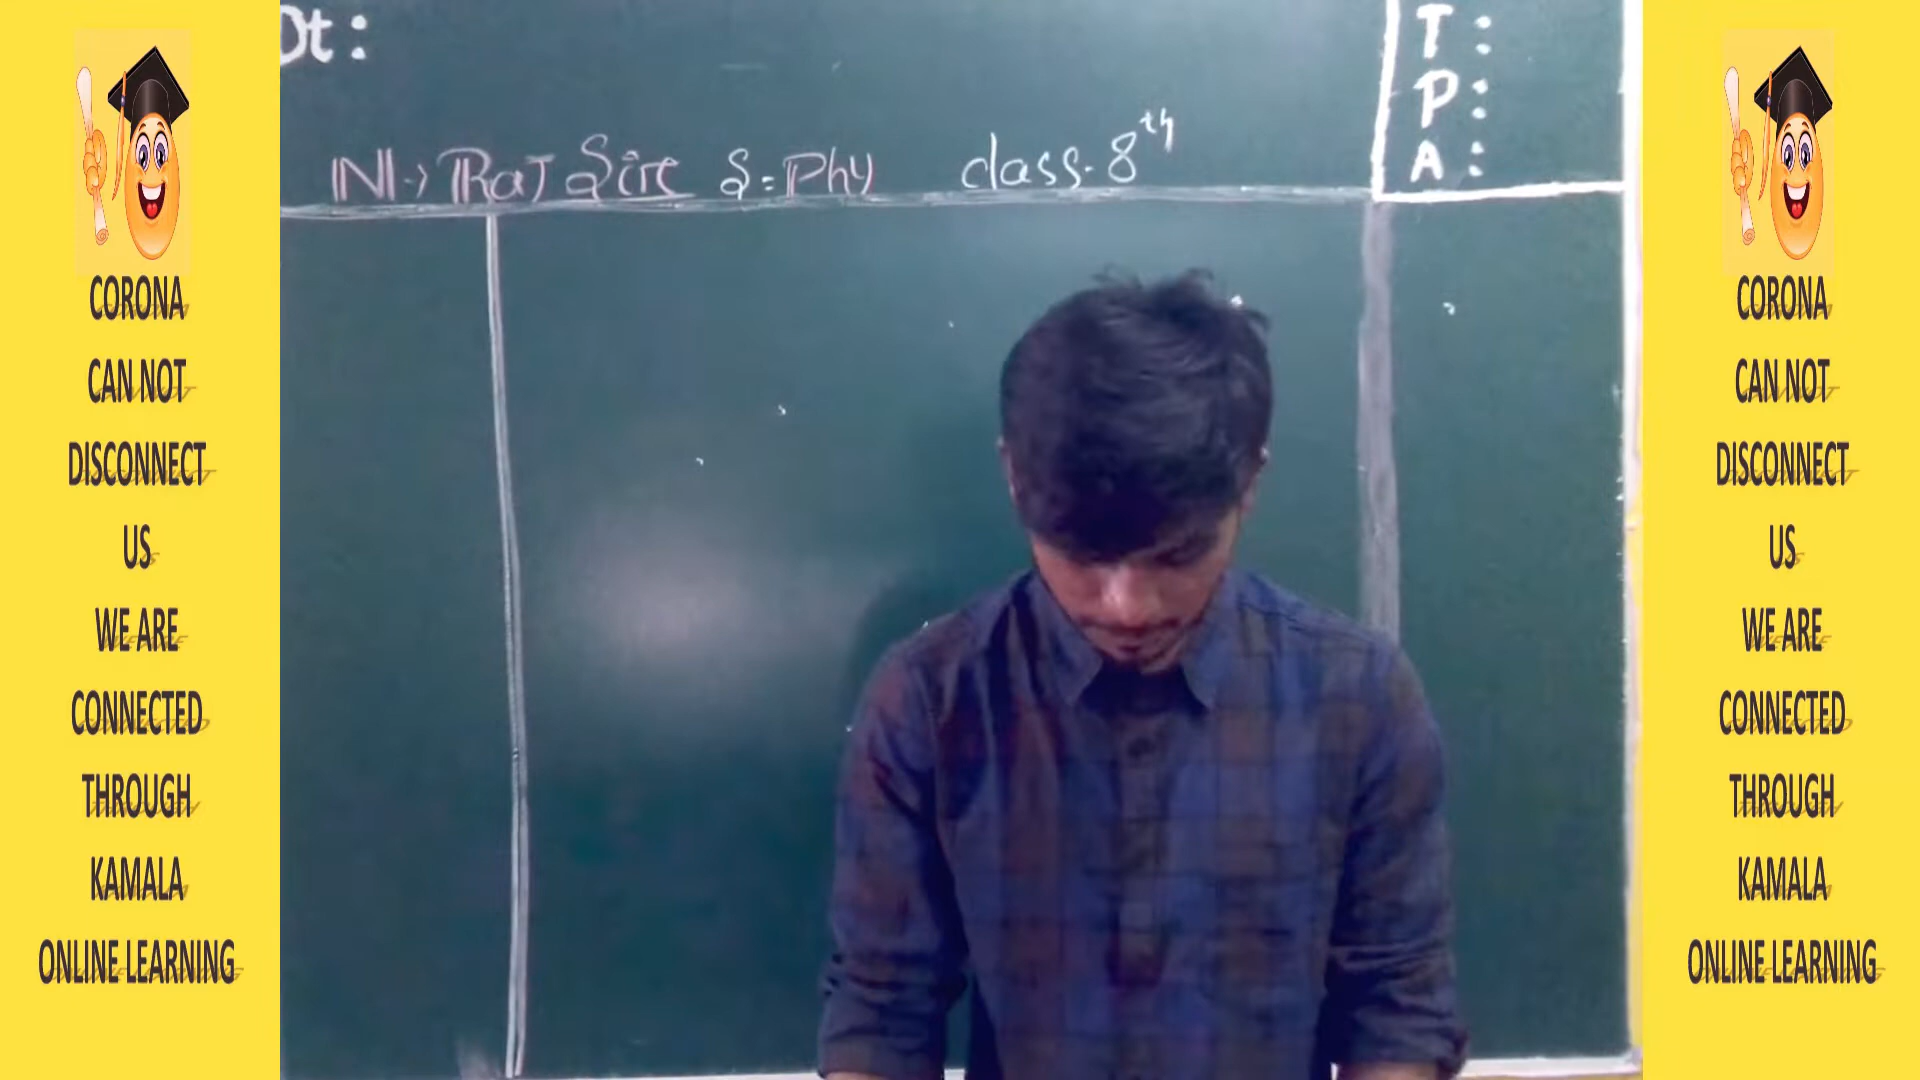 CORONA
CAN NOT
DISCONNECT
US
WE ARE
CONNECTED
THROUGH
KAMALA
ONLINE LEARNING
Dt:
T:
P:
A:
N-> RaJ Sir S=Phy class-8th
CORONA
CAN NOT
DISCONNECT
US
WE ARE
CONNECTED
THROUGH
KAMALA
ONLINE LEARNING